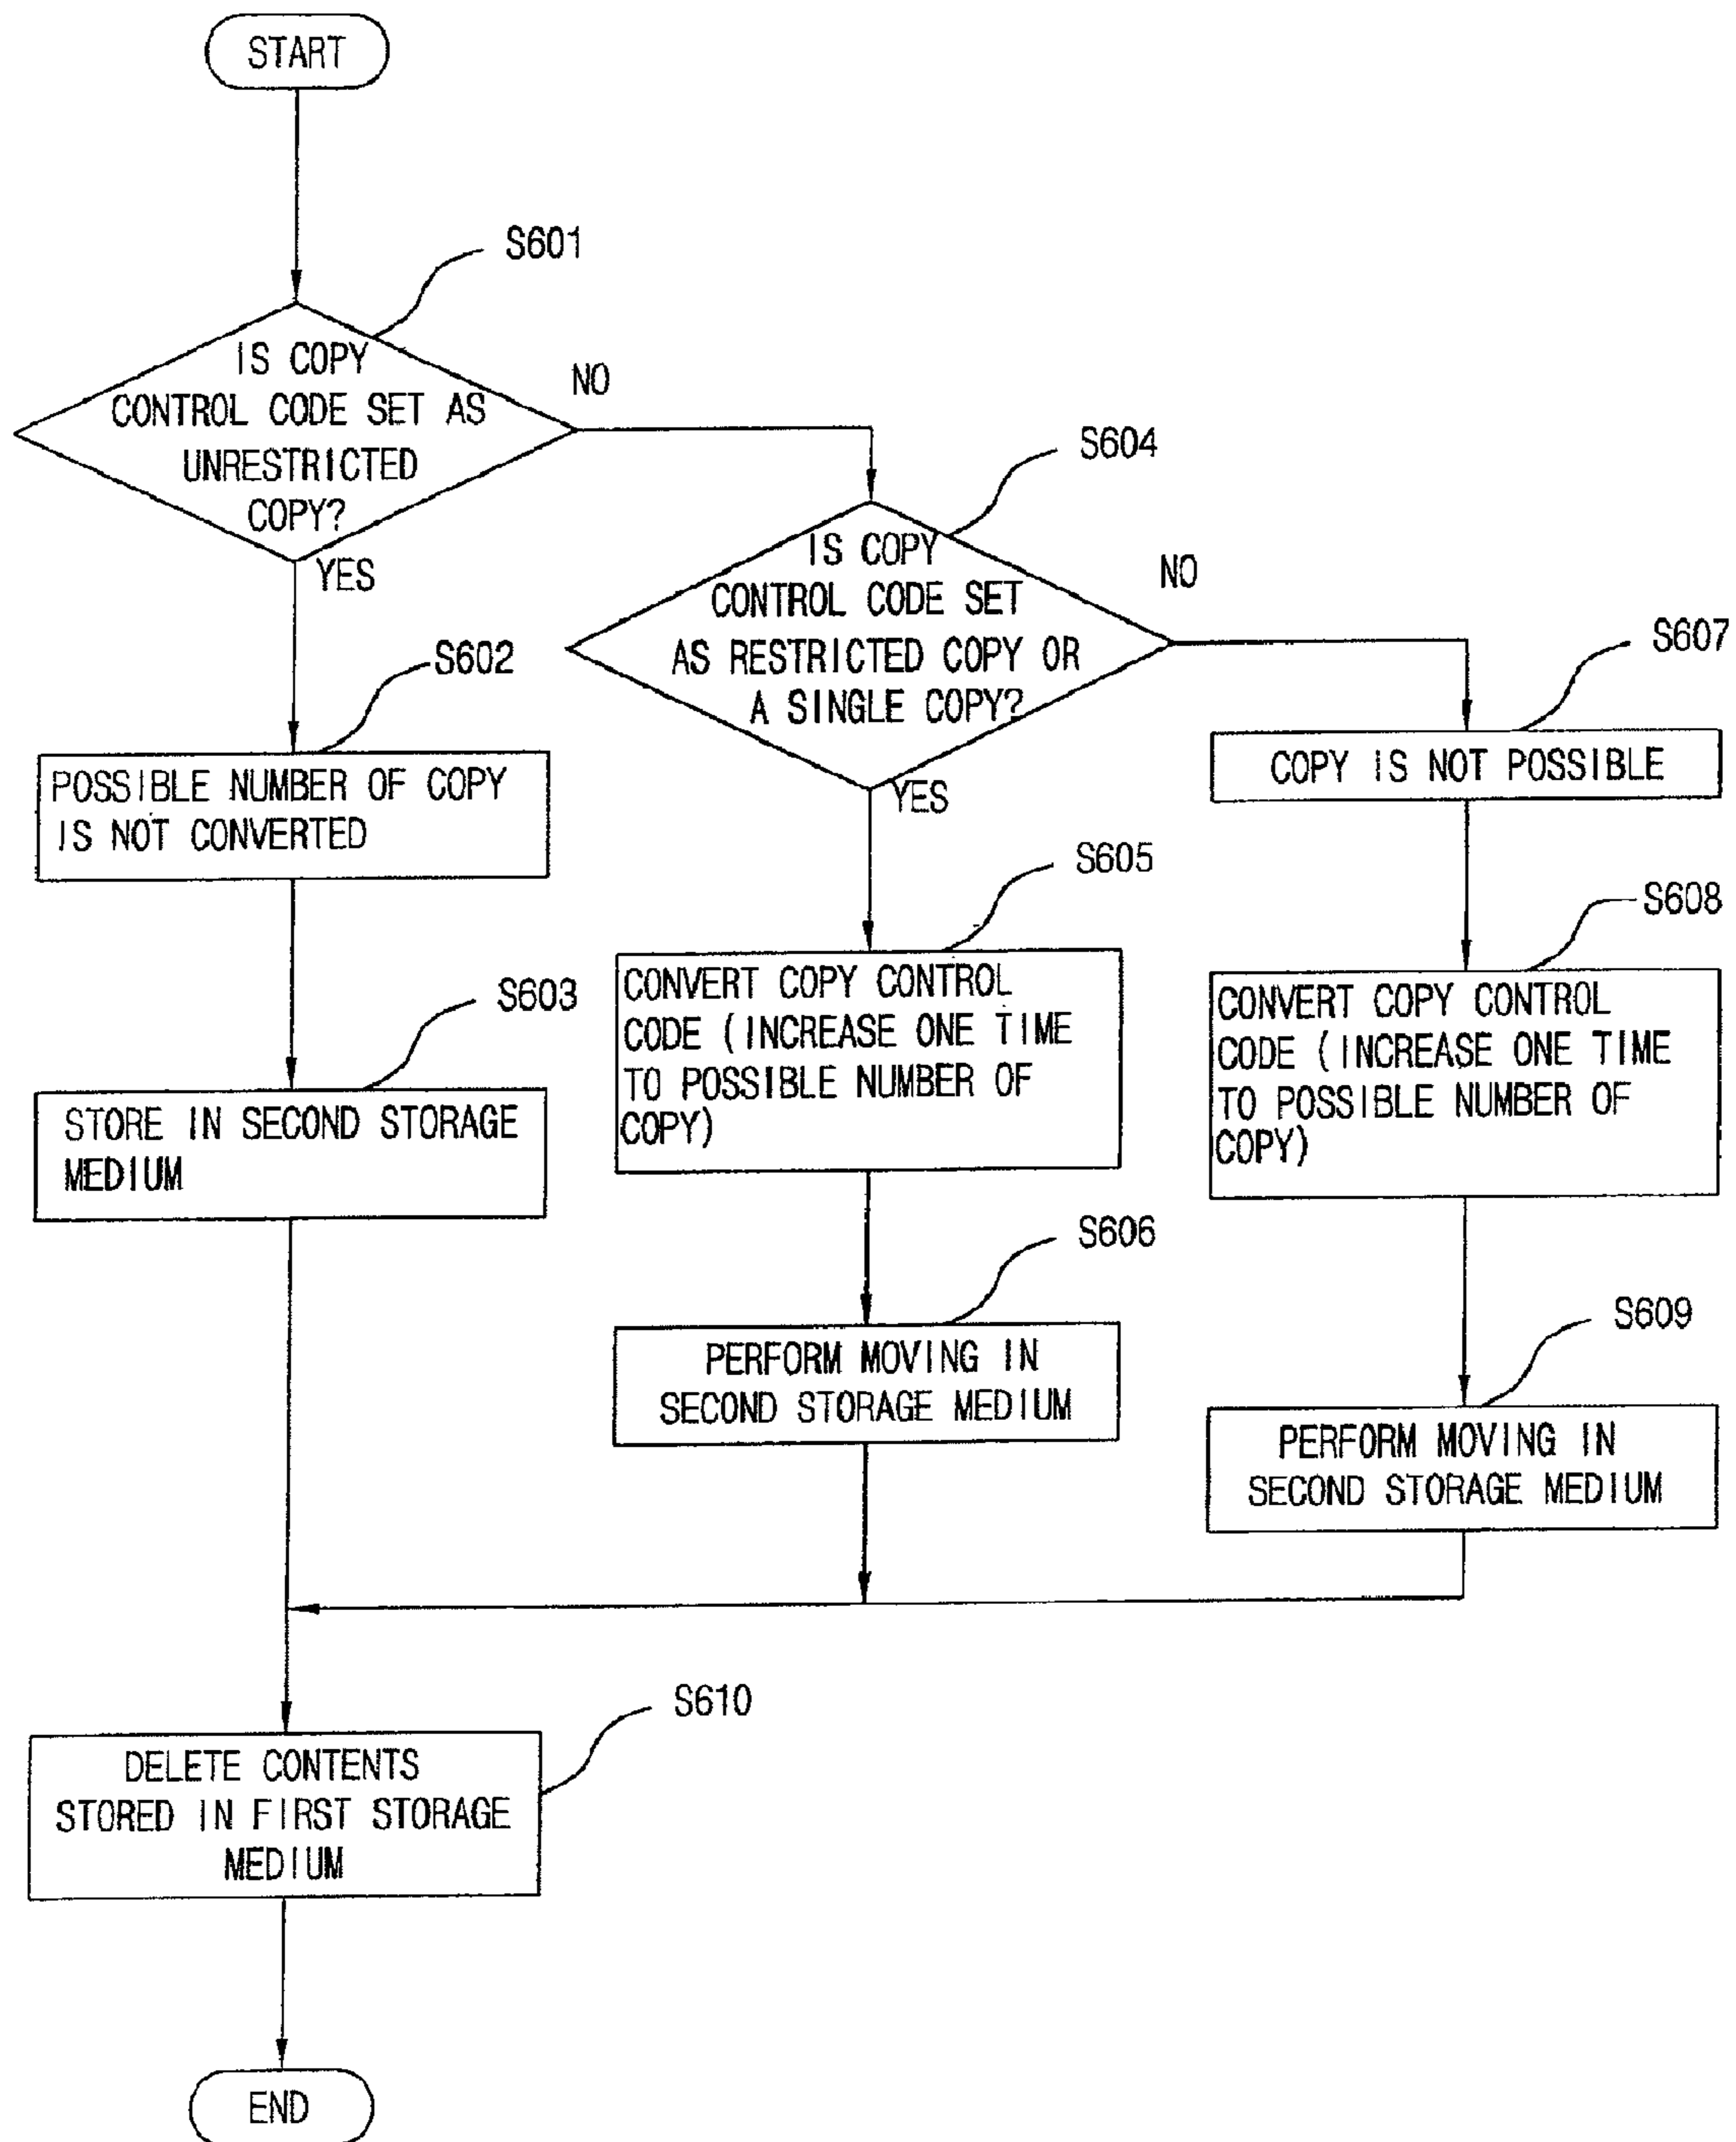 START
S601
IS COPY
CONTROL CODE SET AS
UNRESTRICTED
COPY?
NO
YES
S604
IS COPY
CONTROL CODE SET
AS RESTRICTED COPY OR
A SINGLE COPY?
NO
YES
S602
POSSIBLE NUMBER OF COPY
IS NOT CONVERTED
S607
COPY IS NOT POSSIBLE
S603
STORE IN SECOND STORAGE
MEDIUM
S605
CONVERT COPY CONTROL
CODE (INCREASE ONE TIME
TO POSSIBLE NUMBER OF
COPY)
S608
CONVERT COPY CONTROL
CODE (INCREASE ONE TIME
TO POSSIBLE NUMBER OF
COPY)
S606
PERFORM MOVING IN
SECOND STORAGE MEDIUM
S609
PERFORM MOVING IN
SECOND STORAGE MEDIUM
S610
DELETE CONTENTS
STORED IN FIRST STORAGE
MEDIUM
END